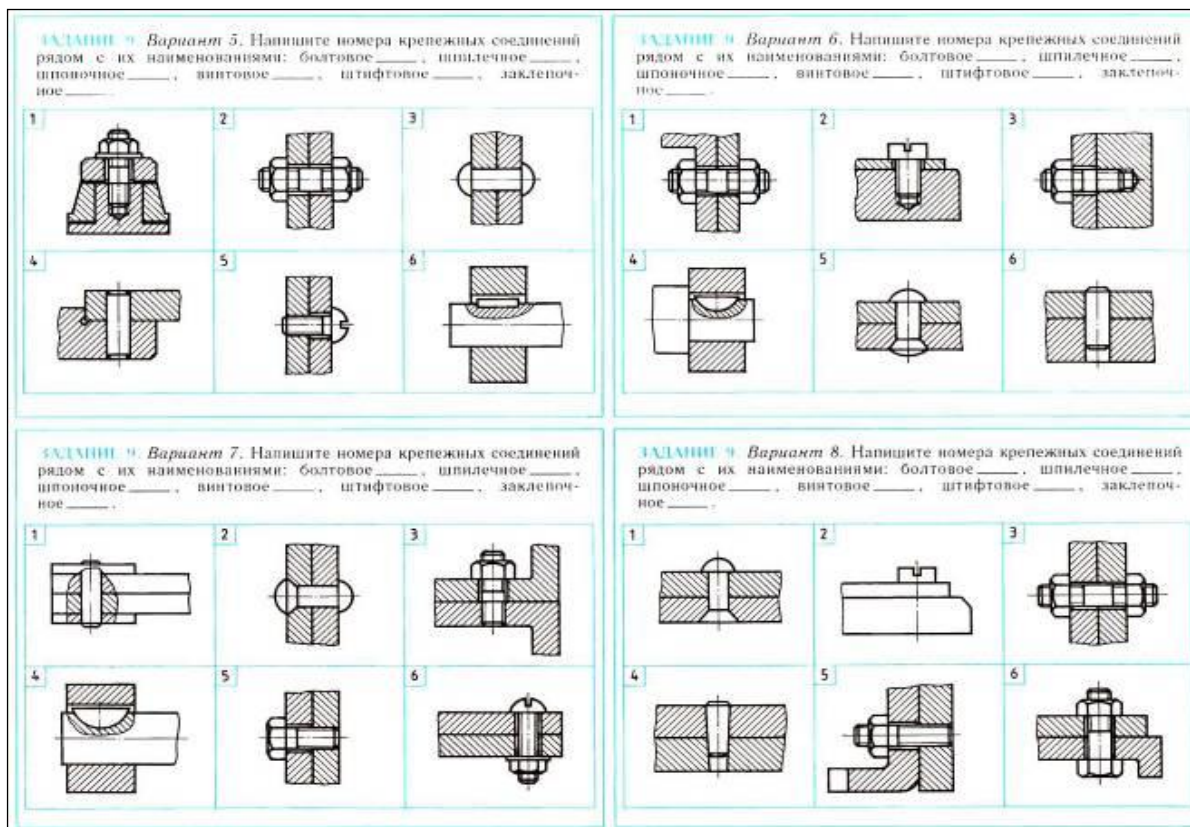 ЗАДАНИЕ 9. Вариант 5. Напишите номера крепежных соединений
рядом с их наименованиями: болтовое ____, шпилечное ____,
шпоночное ____, винтовое ____, штифтовое ____, заклепоч-
ное ____.
1
2
3
4
5
6
ЗАДАНИЕ 9. Вариант 6. Напишите номера крепежных соединений
рядом с их наименованиями: болтовое ____, шпилечное ____,
шпоночное ____, винтовое ____, штифтовое ____, заклепоч-
ное ____.
1
2
3
4
5
6
ЗАДАНИЕ 9. Вариант 7. Напишите номера крепежных соединений
рядом с их наименованиями: болтовое ____, шпилечное ____,
шпоночное ____, винтовое ____, штифтовое ____, заклепоч-
ное ____.
1
2
3
4
5
6
ЗАДАНИЕ 9. Вариант 8. Напишите номера крепежных соединений
рядом с их наименованиями: болтовое ____, шпилечное ____,
шпоночное ____, винтовое ____, штифтовое ____, заклепоч-
ное ____.
1
2
3
4
5
6